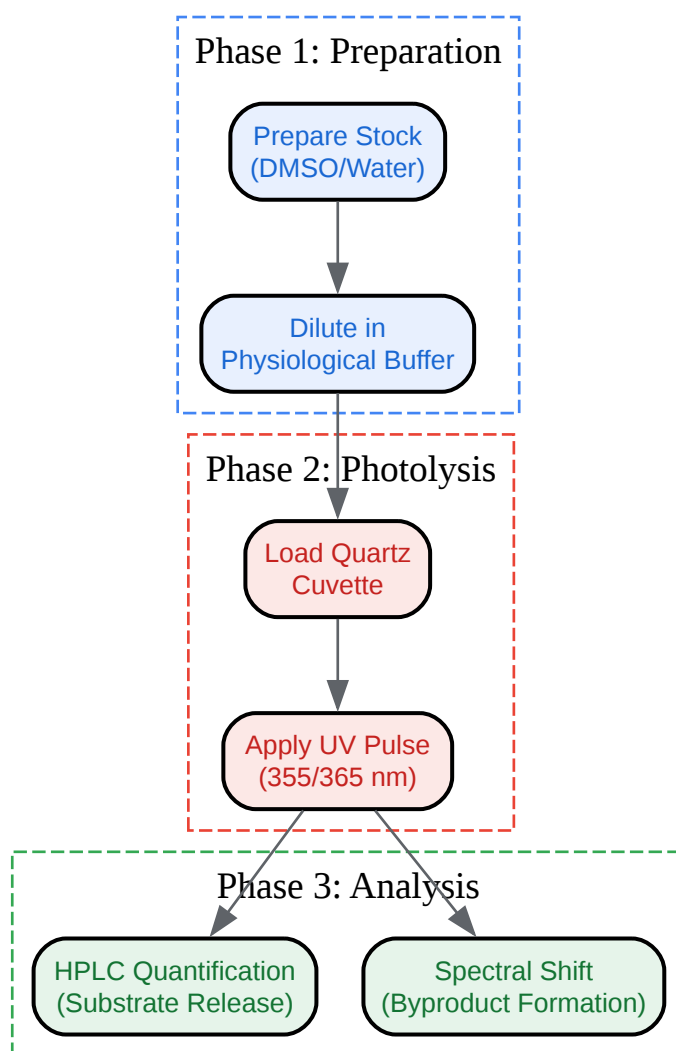 Phase 1: Preparation
Prepare Stock
(DMSO/Water)
Dilute in
Physiological Buffer
Phase 2: Photolysis
Load Quartz
Cuvette
Apply UV Pulse
(355/365 nm)
Phase 3: Analysis
HPLC Quantification
(Substrate Release)
Spectral Shift
(Byproduct Formation)